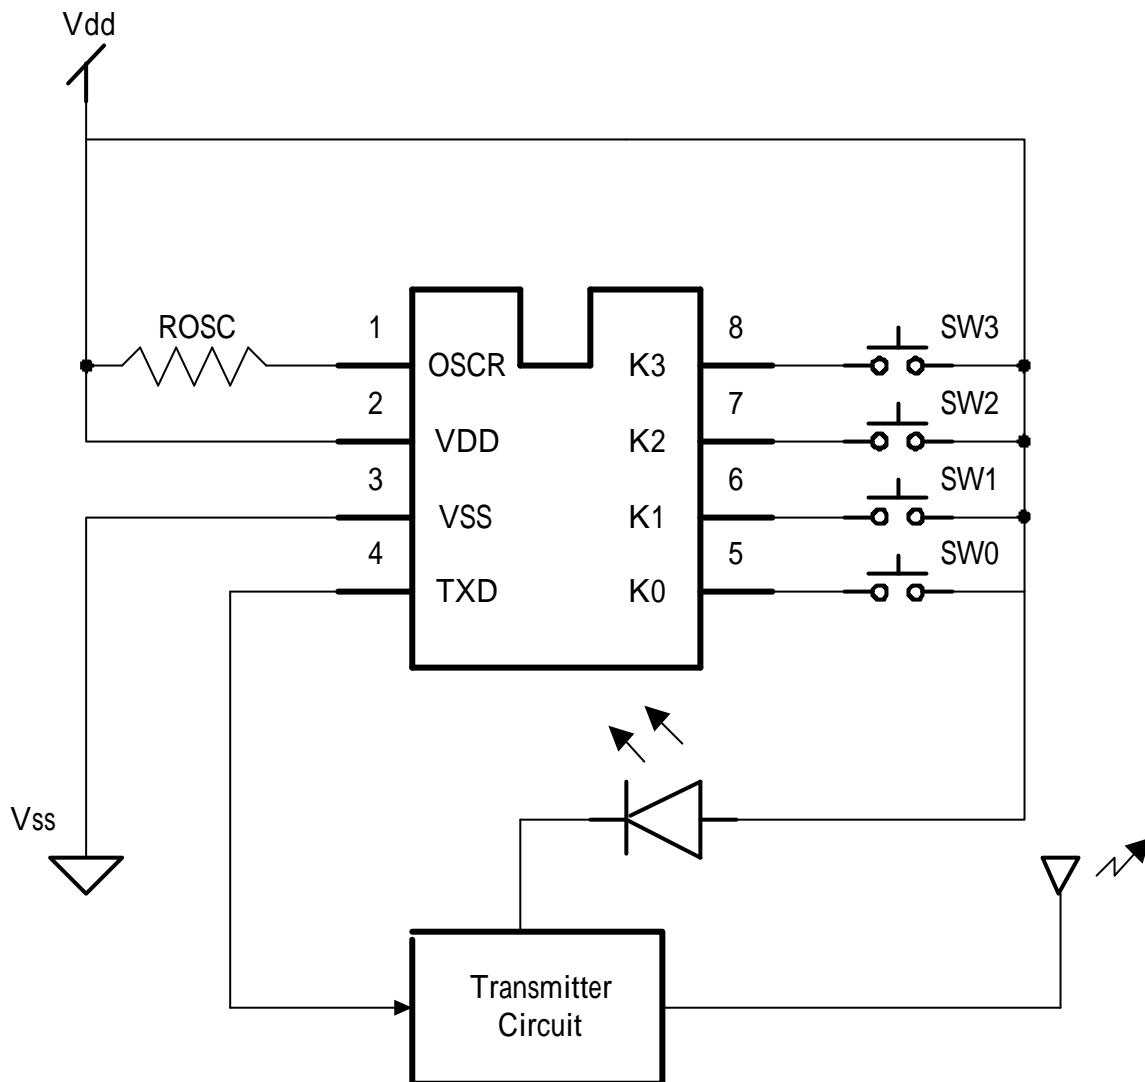 Vdd
ROSC
1
OSCR
K3
8
SW3
2
VDD
K2
7
SW2
3
VSS
K1
6
SW1
4
TXD
K0
5
SW0
Vss
Transmitter
Circuit